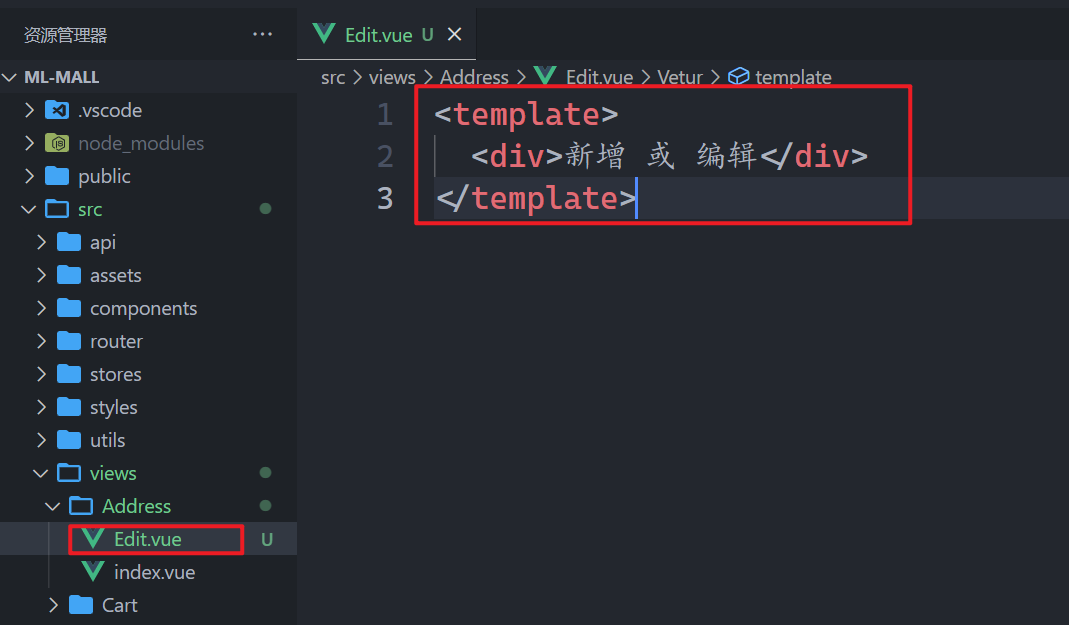 资源管理器 ...
Edit.vue U
ML-MALL
src > views > Address > Edit.vue > Vetur > template
.vscode
node_modules
public
src
api
assets
components
router
stores
styles
utils
views
Address
Edit.vue U
index.vue
Cart
1 <template>
2 <div>新增 或 编辑</div>
3 </template>